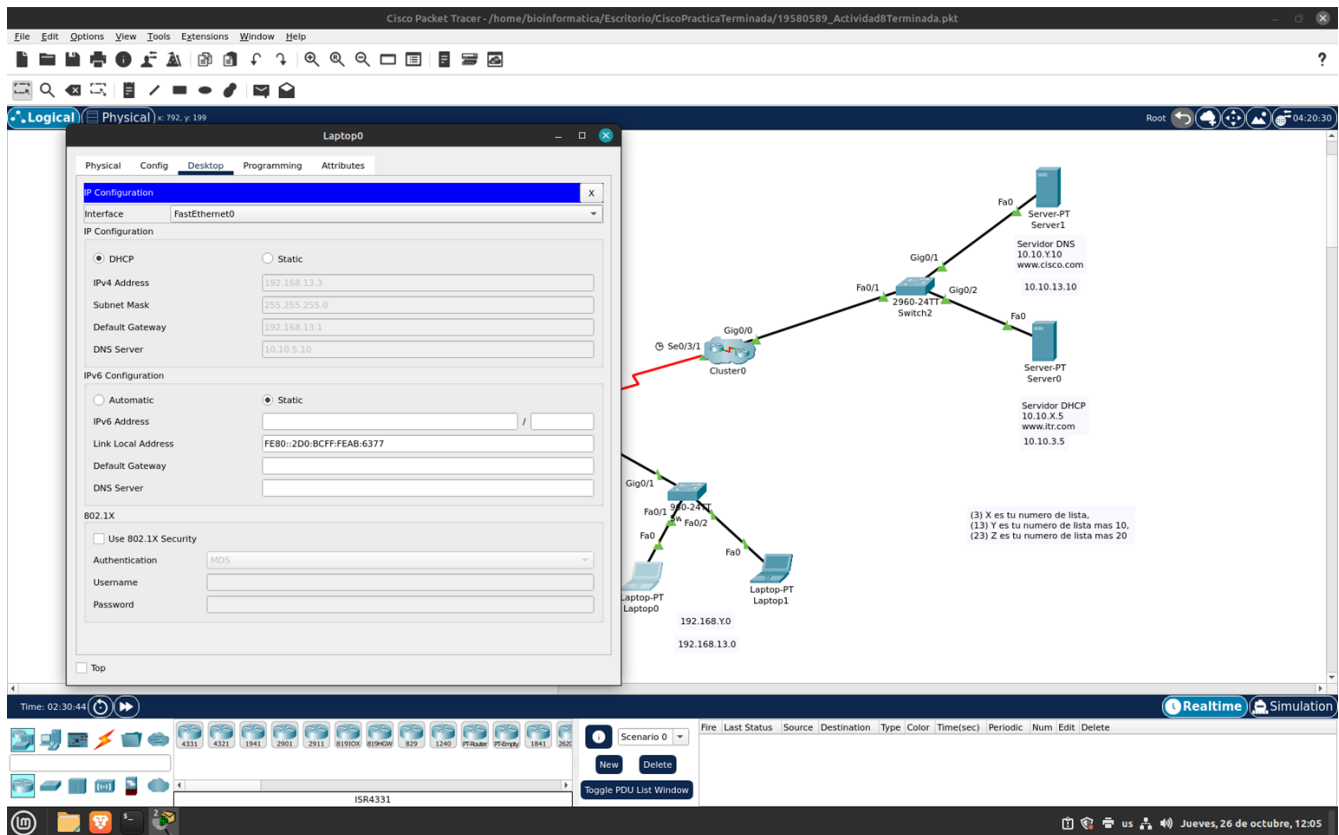 Cisco Packet Tracer - /home/bioinformatica/Escritorio/CiscoPracticaTerminada/19580589_Actividad8Terminada.pkt
File Edit Options View Tools Extensions Window Help
?
Logical Physical x: 792, y: 199
Root 04:20:30
Laptop0
Physical Config Desktop Programming Attributes
IP Configuration X
Interface FastEthernet0
IP Configuration
DHCP Static
IPv4 Address 192.168.13.3
Subnet Mask 255.255.255.0
Default Gateway 192.168.13.1
DNS Server 10.10.5.10
IPv6 Configuration
Automatic Static
IPv6 Address /
Link Local Address FE80::2D0:BCFF:FEAB:6377
Default Gateway
DNS Server
802.1X
Use 802.1X Security
Authentication MD5
Username
Password
Top
Fa0
Server-PT
Server1
Servidor DNS
10.10.Y.10
www.cisco.com
10.10.13.10
Gig0/1
Fa0/1
2960-24TT
Switch2
Gig0/2
Fa0
Server-PT
Server0
Servidor DHCP
10.10.X.5
www.itr.com
10.10.3.5
Gig0/0
Se0/3/1
Cluster0
Gig0/1
Fa0/1
Fa0/2
Fa0
Fa0
Laptop-PT
Laptop0
Laptop-PT
Laptop1
192.168.Y.0
192.168.13.0
(3) X es tu numero de lista,
(13) Y es tu numero de lista mas 10,
(23) Z es tu numero de lista mas 20
Time: 02:30:44
Realtime Simulation
4331 4321 1941 2901 2911 819IOX 819HGW 829 1240 PT-Router PT-Empty 1841
ISR4331
Scenario 0
New Delete
Toggle PDU List Window
Fire Last Status Source Destination Type Color Time(sec) Periodic Num Edit Delete
us Jueves, 26 de octubre, 12:05